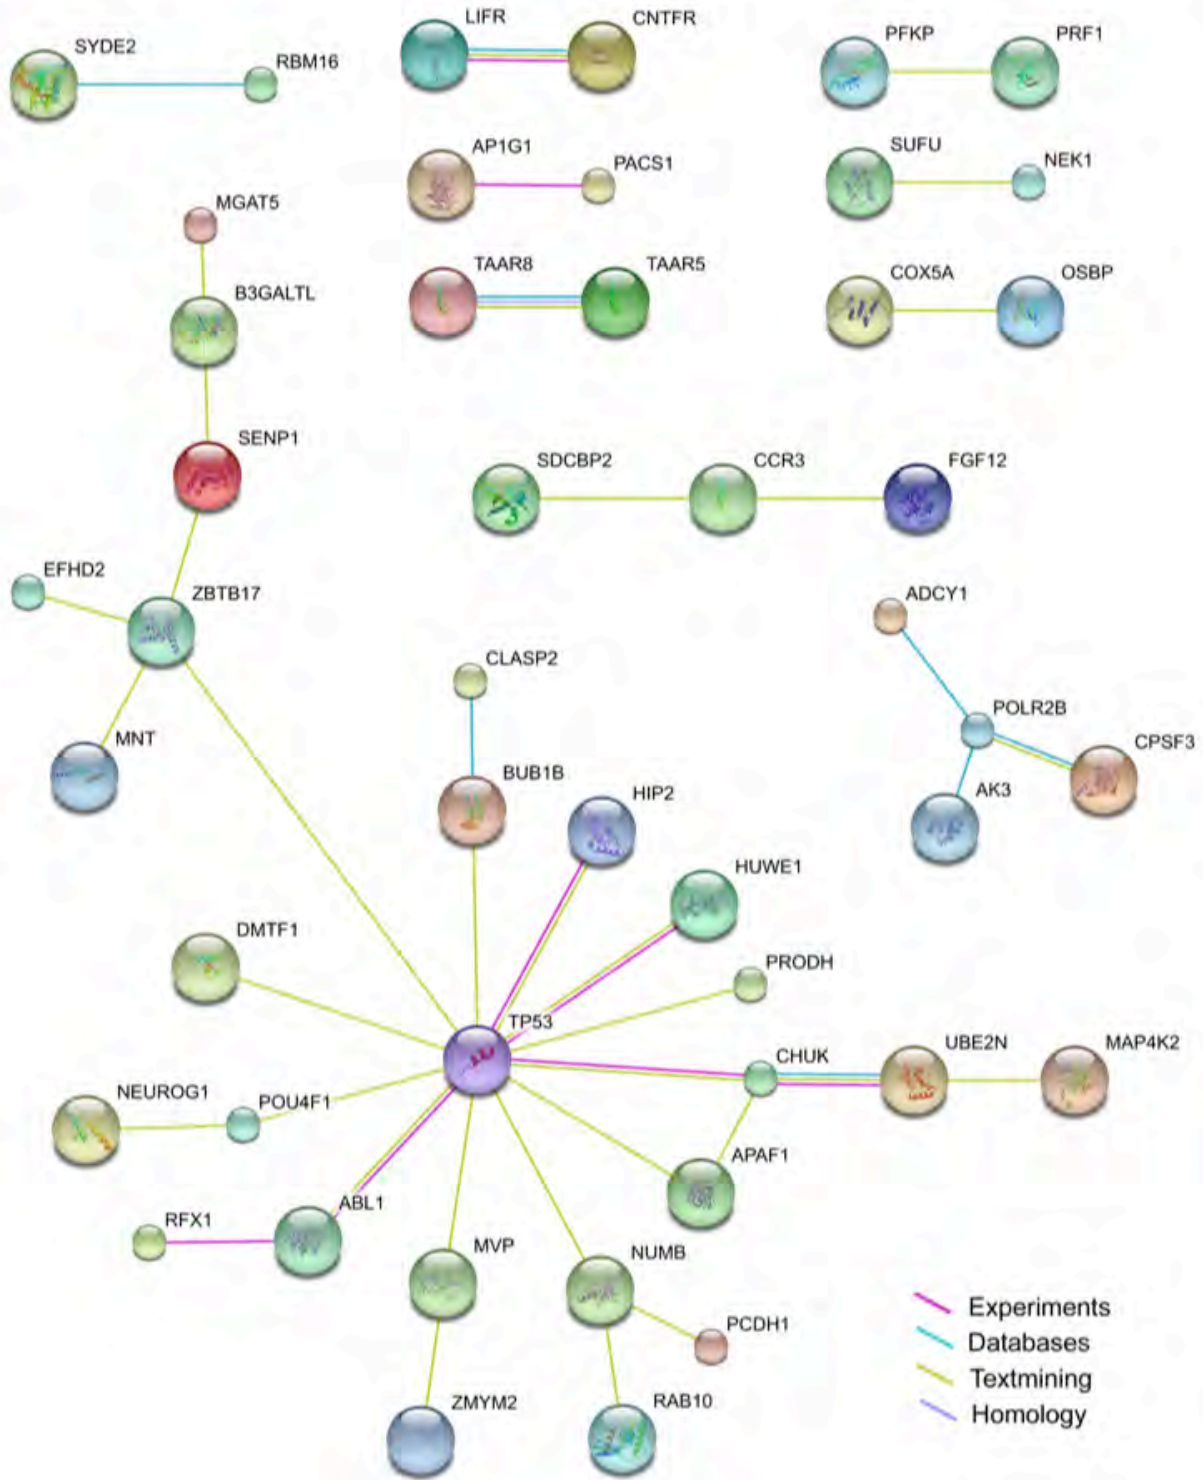 LIFR
CNTFR
SYDE2
RBM16
PFKP
PRF1
AP1G1
PACS1
SUFU
NEK1
MGAT5
TAAR8
TAAR5
COX5A
OSBP
B3GALTL
SENP1
SDCBP2
CCR3
FGF12
EFHD2
ZBTB17
ADCY1
CLASP2
POLR2B
MNT
CPSF3
BUB1B
HIP2
AK3
HUWE1
DMTF1
PRODH
TP53
CHUK
UBE2N
MAP4K2
NEUROG1
POU4F1
APAF1
ABL1
RFX1
MVP
NUMB
PCDH1
ZMYM2
RAB10
Experiments
Databases
Textmining
Homology